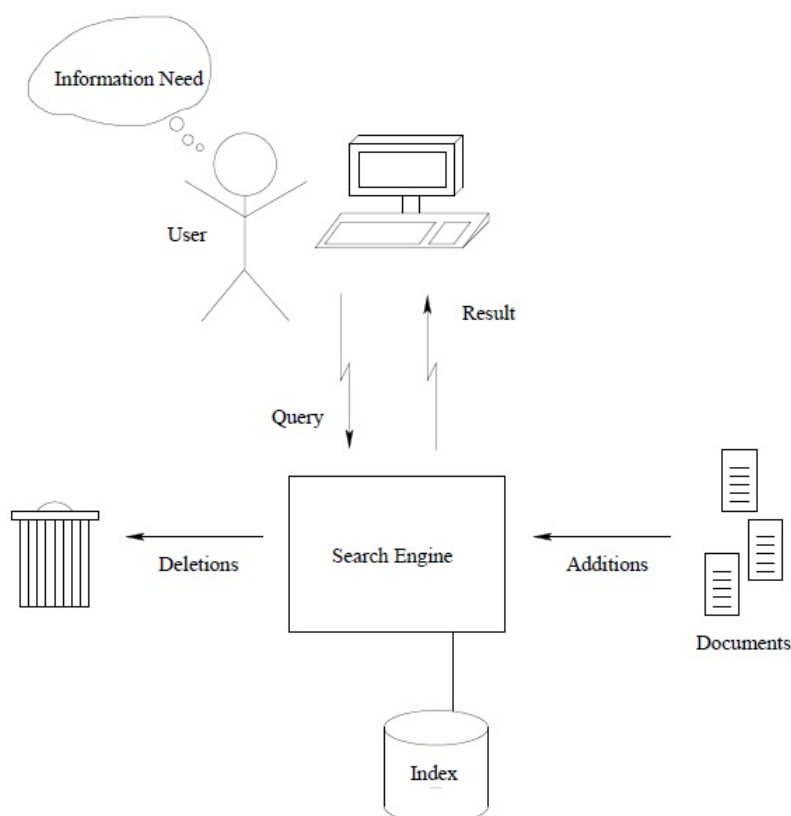 Information Need
User
Result
Query
Deletions
Search Engine
Additions
Documents
Index